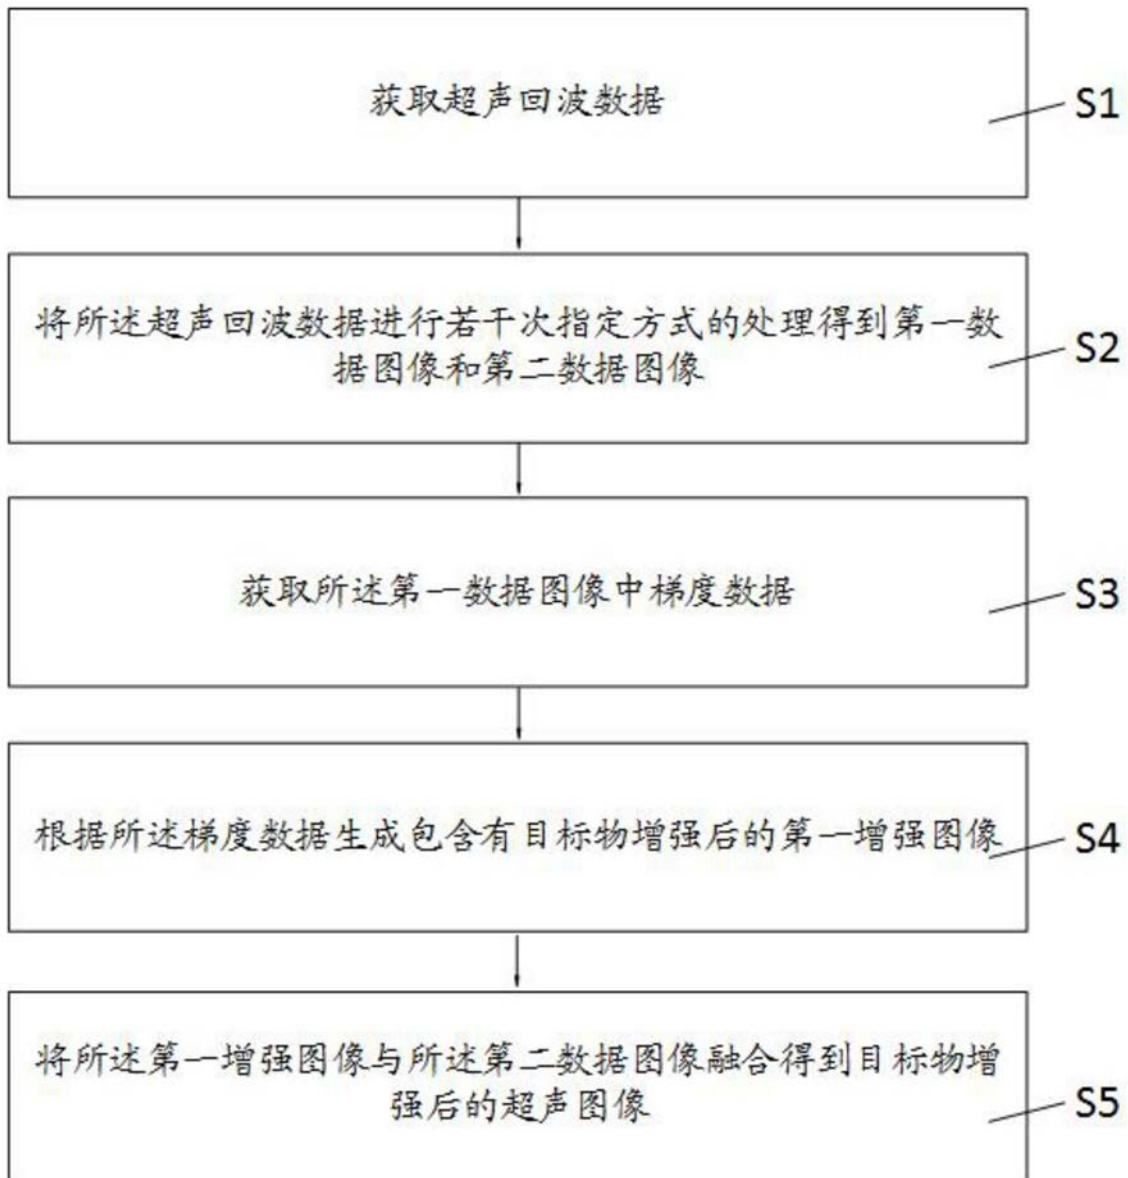 获取超声回波数据
S1
将所述超声回波数据进行若干次指定方式的处理得到第一数
据图像和第二数据图像
S2
获取所述第一数据图像中梯度数据
S3
根据所述梯度数据生成包含有目标物增强后的第一增强图像
S4
将所述第一增强图像与所述第二数据图像融合得到目标物增
强后的超声图像
S5